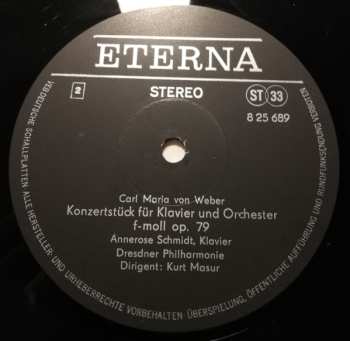 ETERNA
2
STEREO
ST 33
8 25 689
Carl Maria von Weber
Konzertstück für Klavier und Orchester
f-moll op. 79
Annerose Schmidt, Klavier
Dresdner Philharmonie
Dirigent: Kurt Masur
VEB DEUTSCHE SCHALLPLATTEN ALLE HERSTELLER- UND URHEBERRECHTE VORBEHALTEN · ÜBERSPIELUNG, ÖFFENTLICHE AUFFÜHRUNG UND RUNDFUNKSENDUNG VERBOTEN